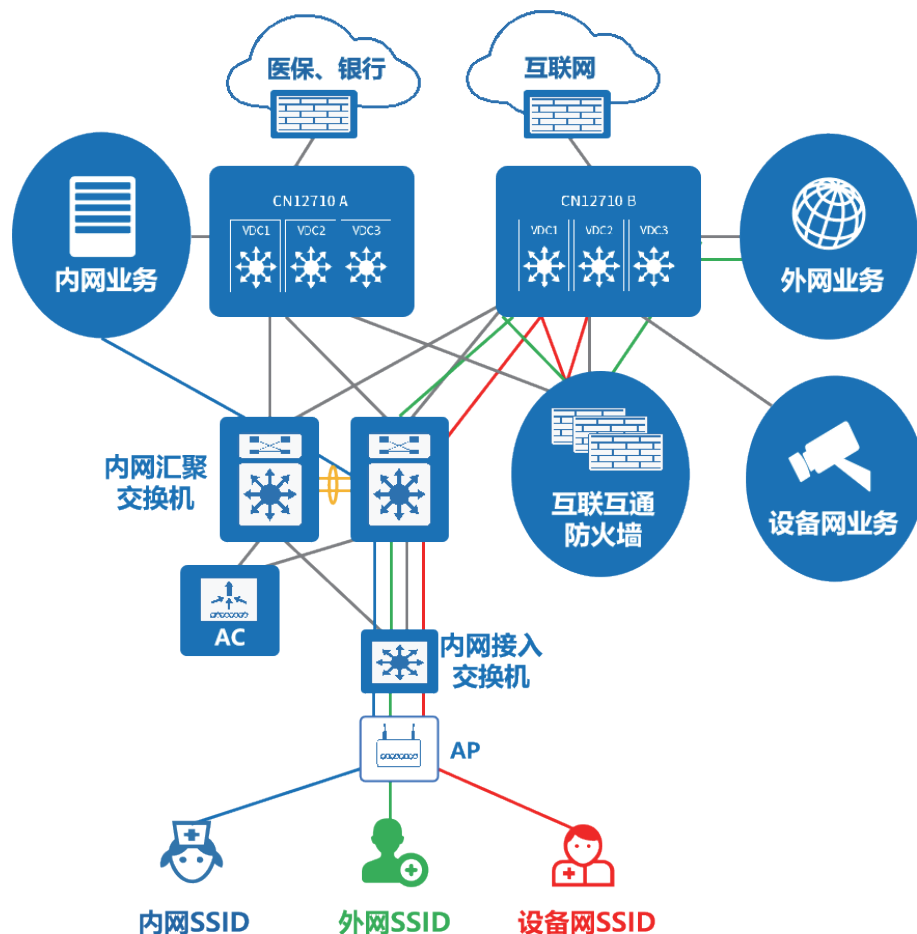 医保、银行
互联网
CN12710 A
VDC1
VDC2
VDC3
CN12710 B
VDC1
VDC2
VDC3
内网业务
外网业务
内网汇聚
交换机
互联互通
防火墙
设备网业务
AC
内网接入
交换机
AP
内网SSID
外网SSID
设备网SSID